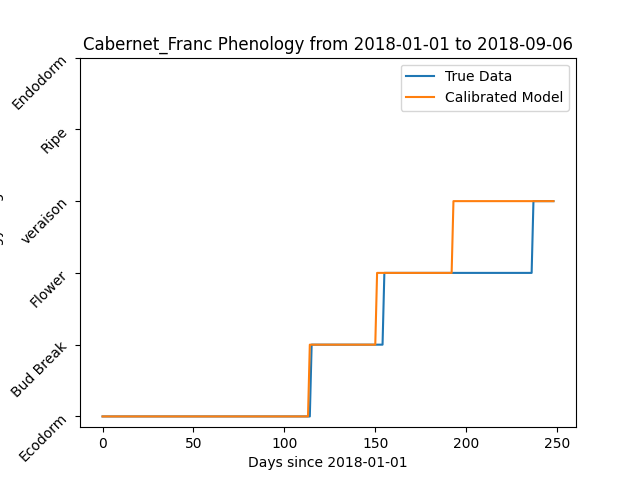 Cabernet_Franc Phenology from 2018-01-01 to 2018-09-06
True Data
Calibrated Model
Endodorm
Ripe
veraison
Flower
Bud Break
Ecodorm
0
50
100
150
200
250
Days since 2018-01-01